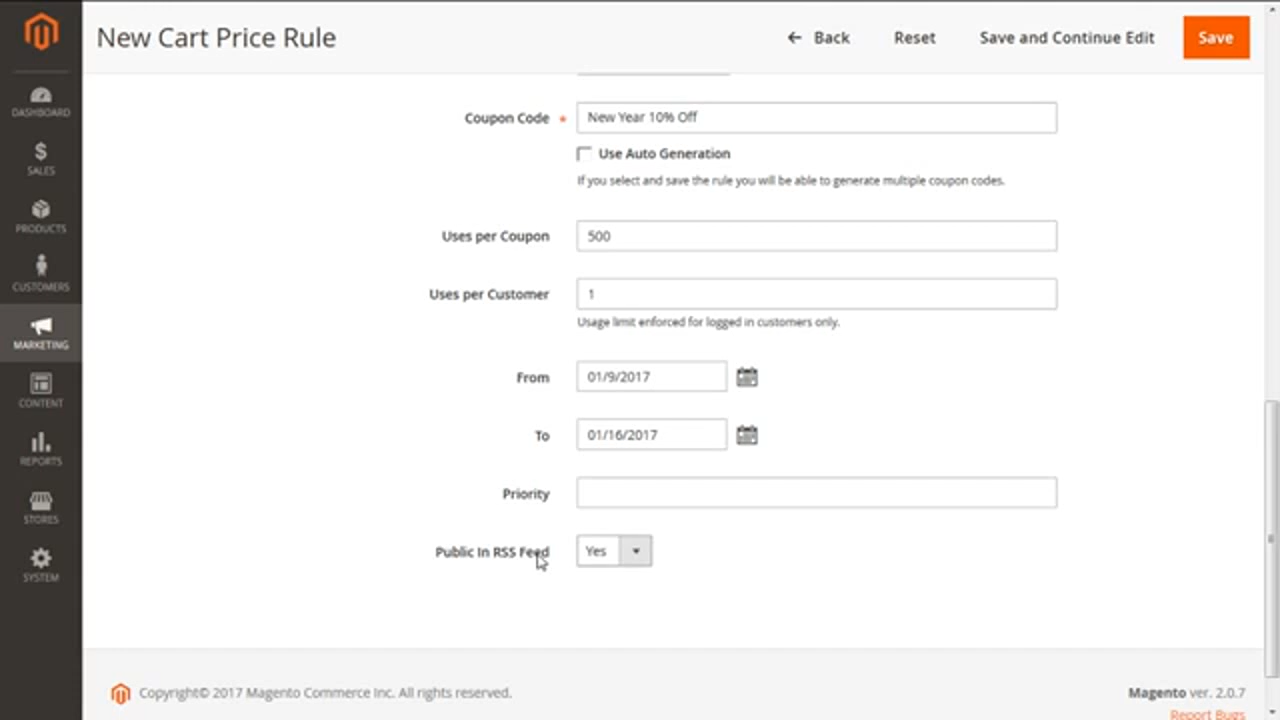 New Cart Price Rule
Back
Reset
Save and Continue Edit
Save
DASHBOARD
SALES
PRODUCTS
CUSTOMERS
MARKETING
CONTENT
REPORTS
STORES
SYSTEM
Coupon Code * New Year 10% Off
Use Auto Generation
If you select and save the rule you will be able to generate multiple coupon codes.
Uses per Coupon 500
Uses per Customer 1
Usage limit enforced for logged in customers only.
From 01/9/2017
To 01/16/2017
Priority
Public In RSS Feed Yes
Copyright© 2017 Magento Commerce Inc. All rights reserved.
Magento ver. 2.0.7
Report Bugs